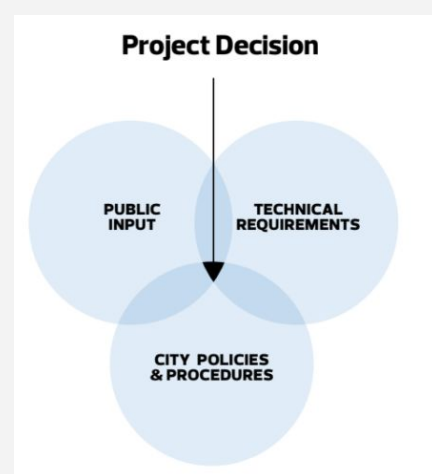 Project Decision
PUBLIC
INPUT
TECHNICAL
REQUIREMENTS
CITY POLICIES
& PROCEDURES